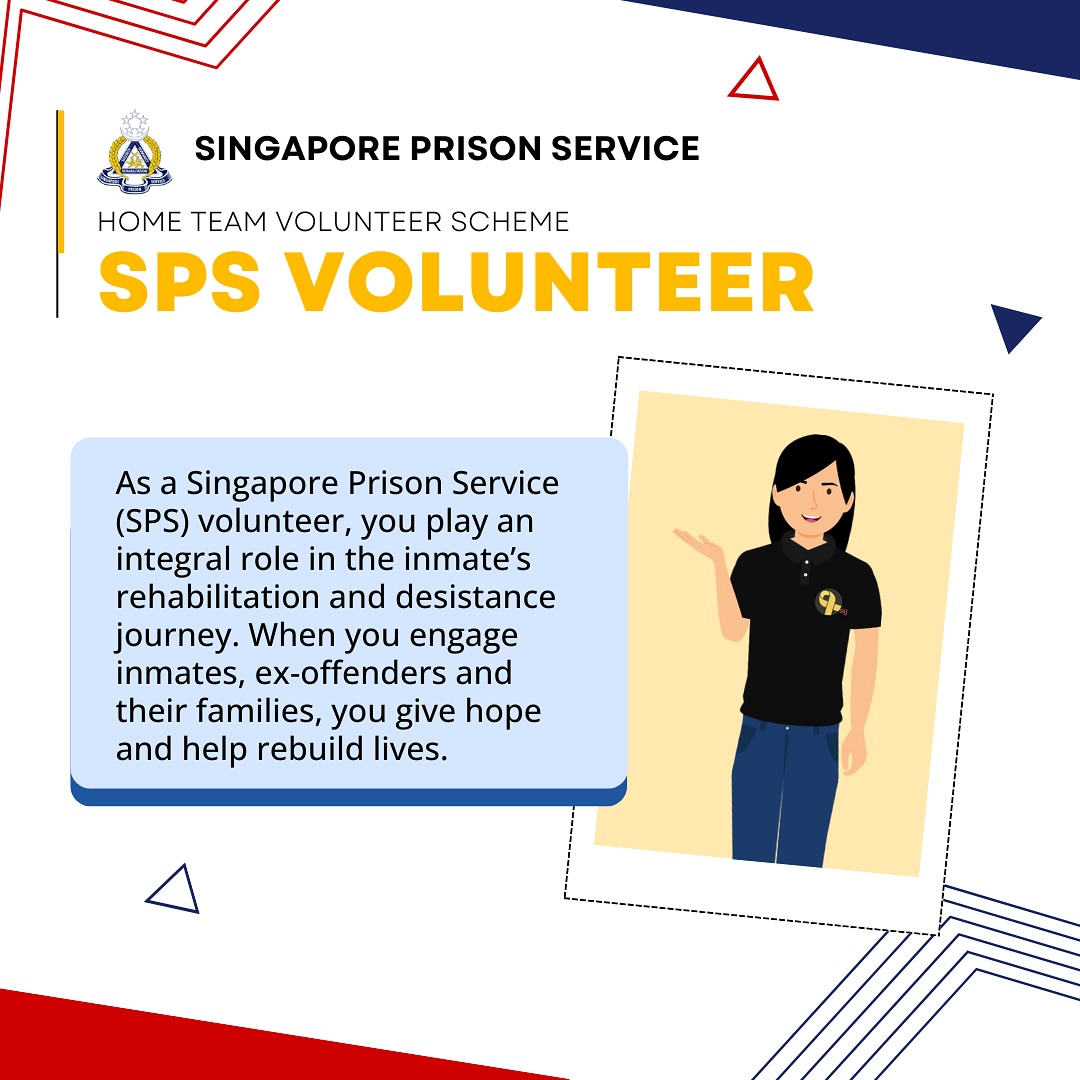 SINGAPORE PRISON SERVICE
HOME TEAM VOLUNTEER SCHEME
SPS VOLUNTEER
As a Singapore Prison Service
(SPS) volunteer, you play an
integral role in the inmate’s
rehabilitation and desistance
journey. When you engage
inmates, ex-offenders and
their families, you give hope
and help rebuild lives.